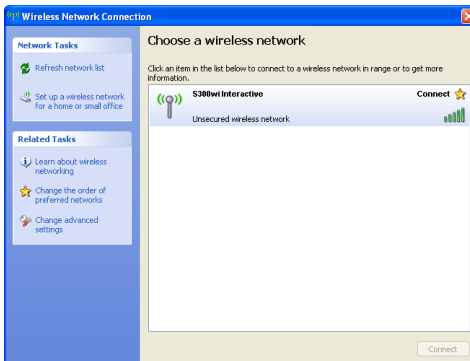 Wireless Network Connection
Network Tasks
Refresh network list
Set up a wireless network
for a home or small office
Related Tasks
Learn about wireless
networking
Change the order of
preferred networks
Change advanced
settings
Choose a wireless network
Click an item in the list below to connect to a wireless network in range or to get more
information.
S300wi Interactive
Connect
Unsecured wireless network
Connect